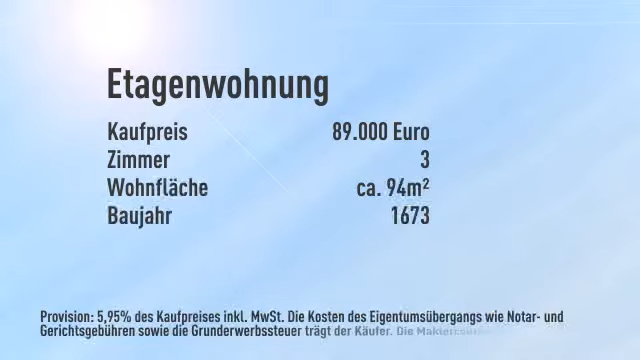 Etagenwohnung
Kaufpreis 89.000 Euro
Zimmer 3
Wohnfläche ca. 94m²
Baujahr 1673
Provision: 5,95% des Kaufpreises inkl. MwSt. Die Kosten des Eigentumsübergangs wie Notar- und
Gerichtsgebühren sowie die Grunderwerbssteuer trägt der Käufer. Die